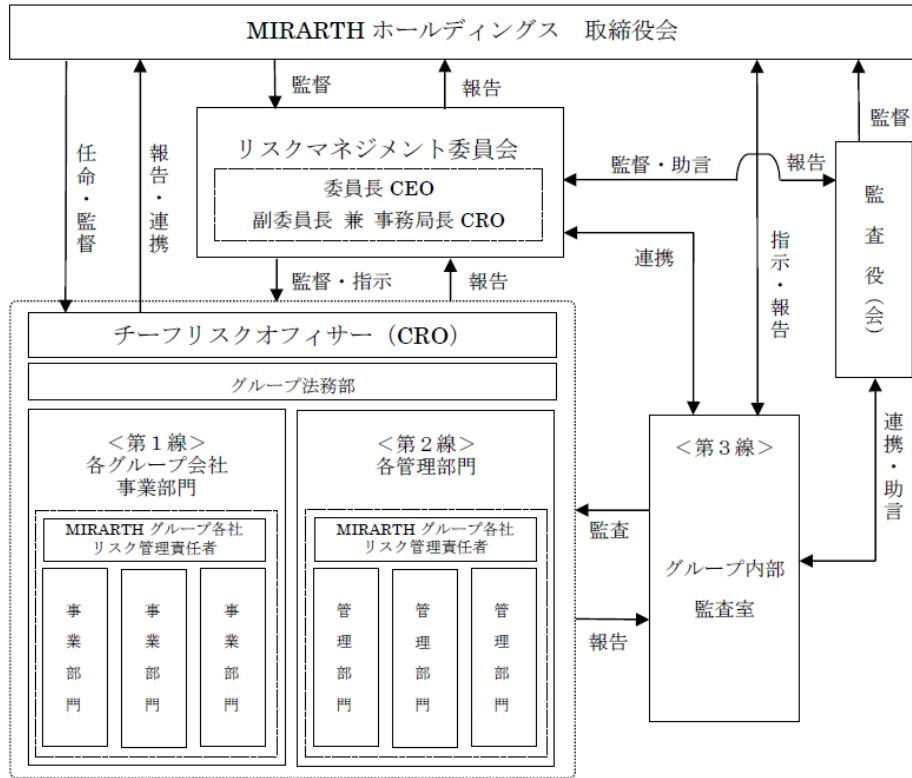 MIRARTH ホールディングス　取締役会
監督
報告
監督
任命・監督
報告・連携
リスクマネジメント委員会
委員長 CEO
副委員長 兼 事務局長 CRO
監督・助言
報告
監査役(会)
連携
指示・報告
監督・指示
報告
チーフリスクオフィサー（CRO）
グループ法務部
＜第１線＞
各グループ会社
事業部門
MIRARTH グループ各社
リスク管理責任者
事業部門
事業部門
事業部門
＜第２線＞
各管理部門
MIRARTH グループ各社
リスク管理責任者
管理部門
管理部門
管理部門
監査
報告
＜第３線＞
グループ内部
監査室
連携・助言